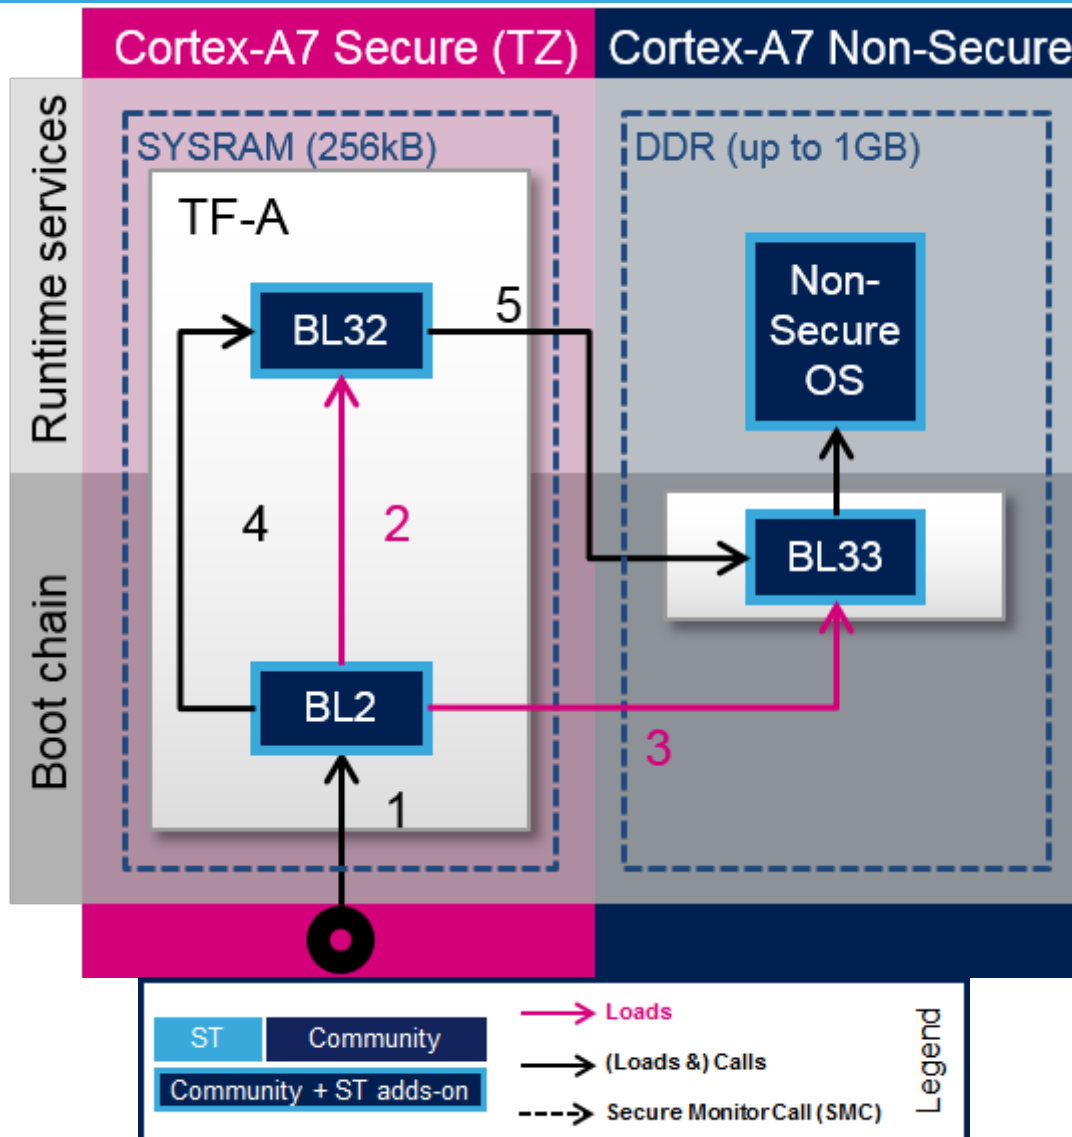 Cortex-A7 Secure (TZ)
Cortex-A7 Non-Secure
Runtime services
SYSRAM (256kB)
DDR (up to 1GB)
TF-A
BL32
5
Non-
Secure
OS
4
2
BL33
Boot chain
BL2
3
1
ST
Community
Community + ST adds-on
Loads
(Loads &) Calls
Secure Monitor Call (SMC)
Legend